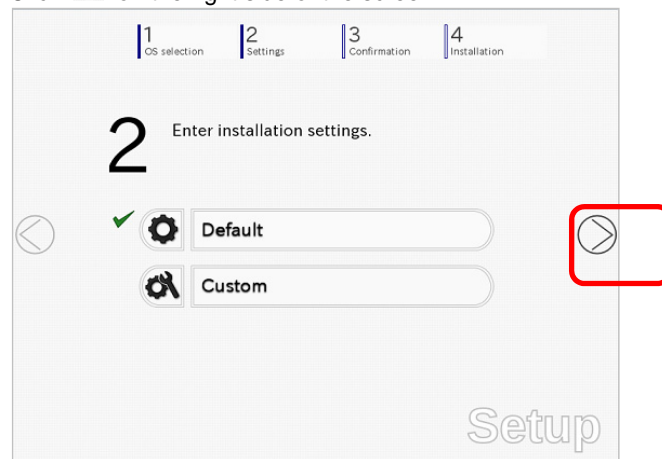 1 2 3 4
OS selection Settings Confirmation Installation
2 Enter installation settings.
Default
Custom
Setup